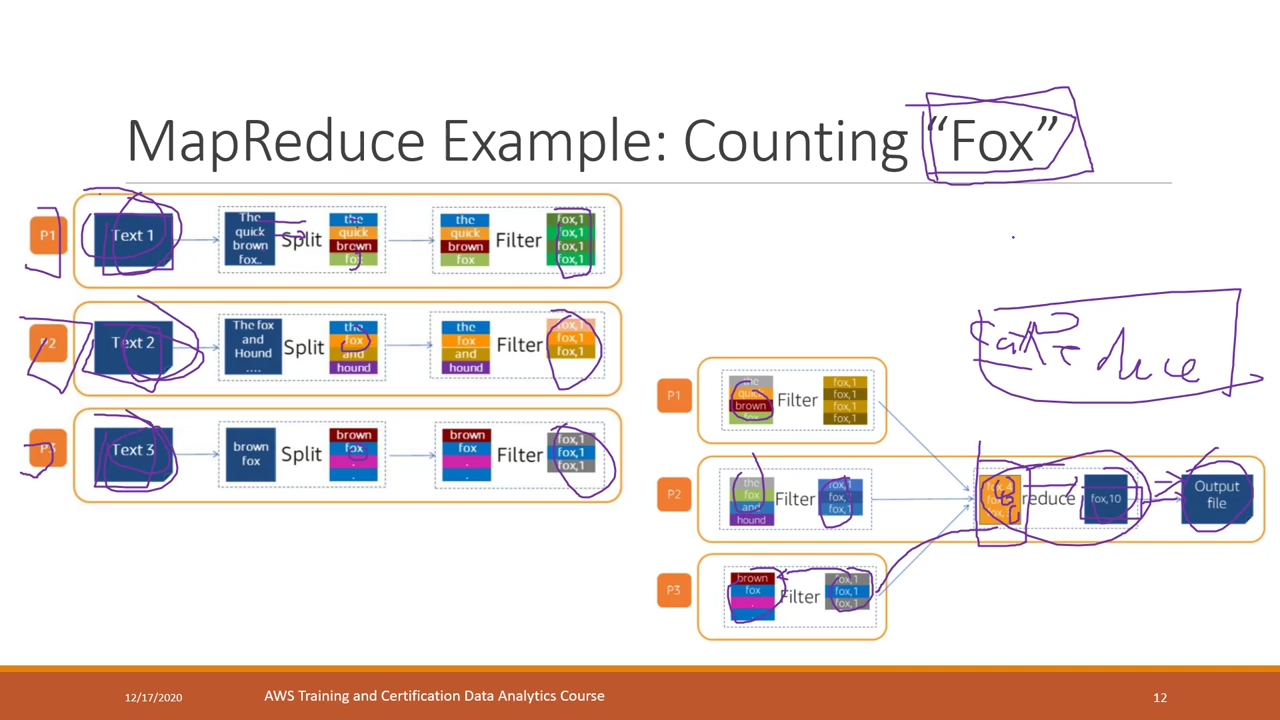 MapReduce Example: Counting “Fox”
P1
Text 1
The
quick
brown
fox..
Split
the
quick
brown
fox
the
quick
brown
fox
Filter
fox,1
fox,1
fox,1
fox,1
P2
Text 2
The fox
and
Hound
....
Split
the
fox
and
hound
the
fox
and
hound
Filter
fox,1
fox,1
fox,1
P3
Text 3
brown
fox
Split
brown
fox
.
brown
fox
.
Filter
fox,1
fox,1
fox,1
P1
the
quick
brown
fox
Filter
fox,1
fox,1
fox,1
fox,1
P2
the
fox
and
hound
Filter
fox,1
fox,1
fox,1
reduce
fox,10
Output
file
P3
brown
fox
.
Filter
fox,1
fox,1
fox,1
12/17/2020
AWS Training and Certification Data Analytics Course
12